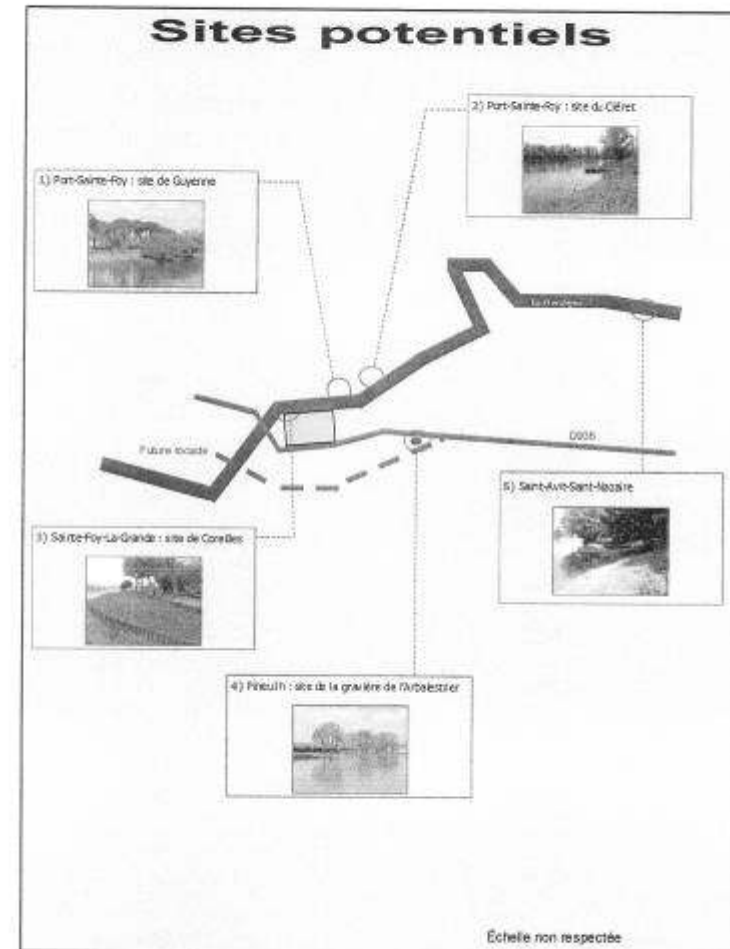 Sites potentiels
2) Port-Sainte-Foy : site du Cléret
1) Port-Sainte-Foy : site de Guyenne
Future rocade
D936
5) Saint-Avit-Saint-Nazaire
3) Sainte-Foy-La-Grande : site de Coreilles
4) Pineuilh : site de la gravière de l'Arbalestrier
Échelle non respectée